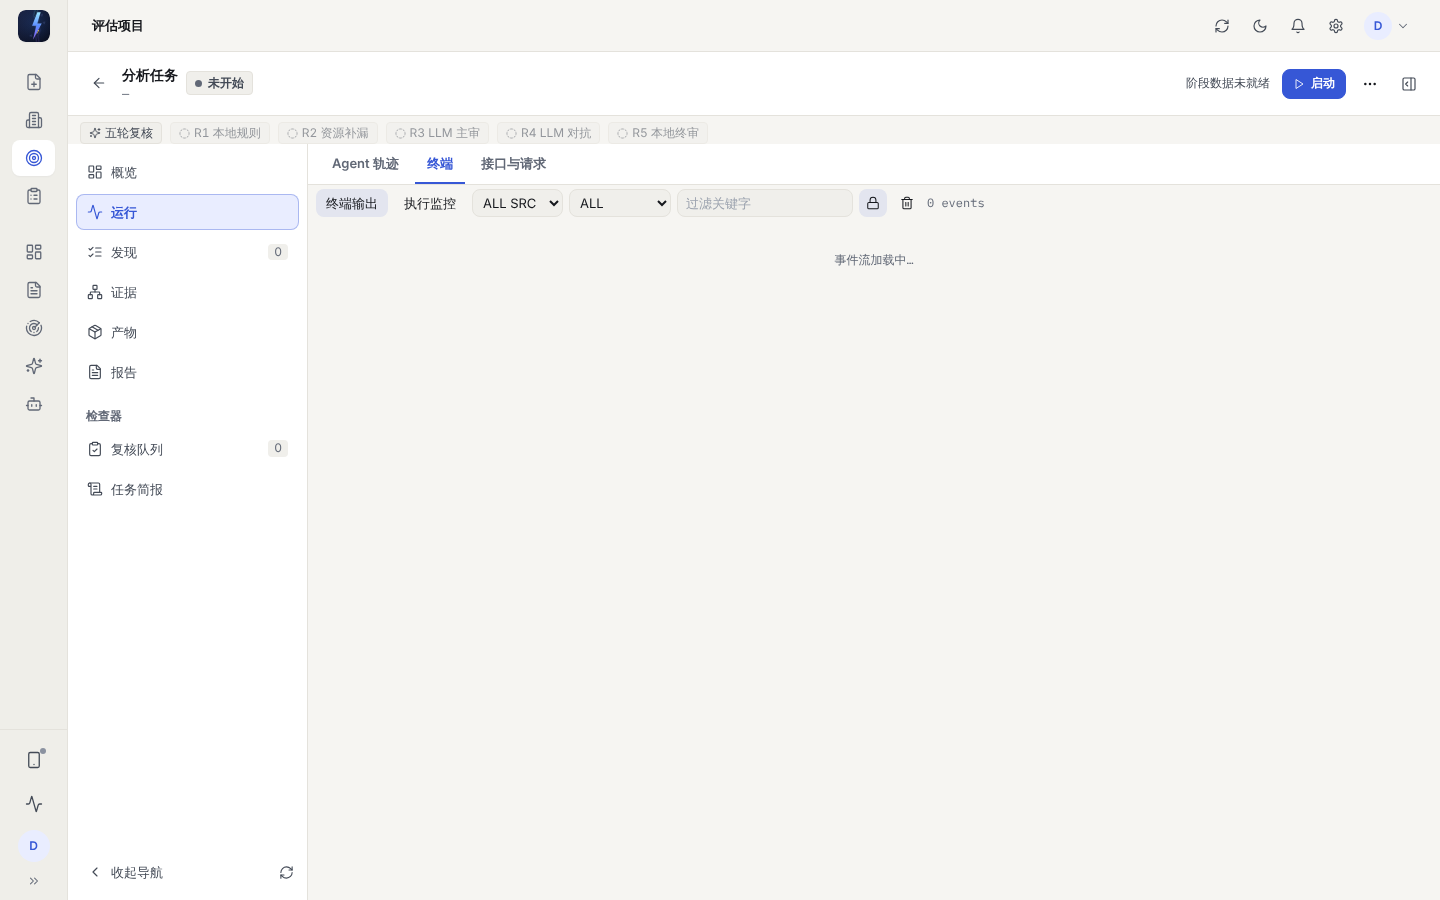 评估项目
D
分析任务
—
未开始
阶段数据未就绪
启动
五轮复核
R1 本地规则
R2 资源补漏
R3 LLM 主审
R4 LLM 对抗
R5 本地终审
概览
运行
发现
0
证据
产物
报告
检查器
复核队列
0
任务简报
收起导航
Agent 轨迹
终端
接口与请求
终端输出
执行监控
ALL SRC
ALL
过滤关键字
0 events
事件流加载中…
D